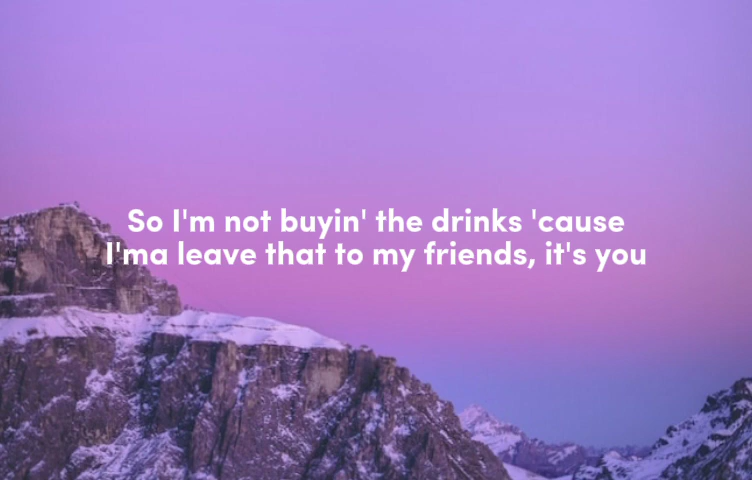 So I'm not buyin' the drinks 'cause
I'ma leave that to my friends, it's you